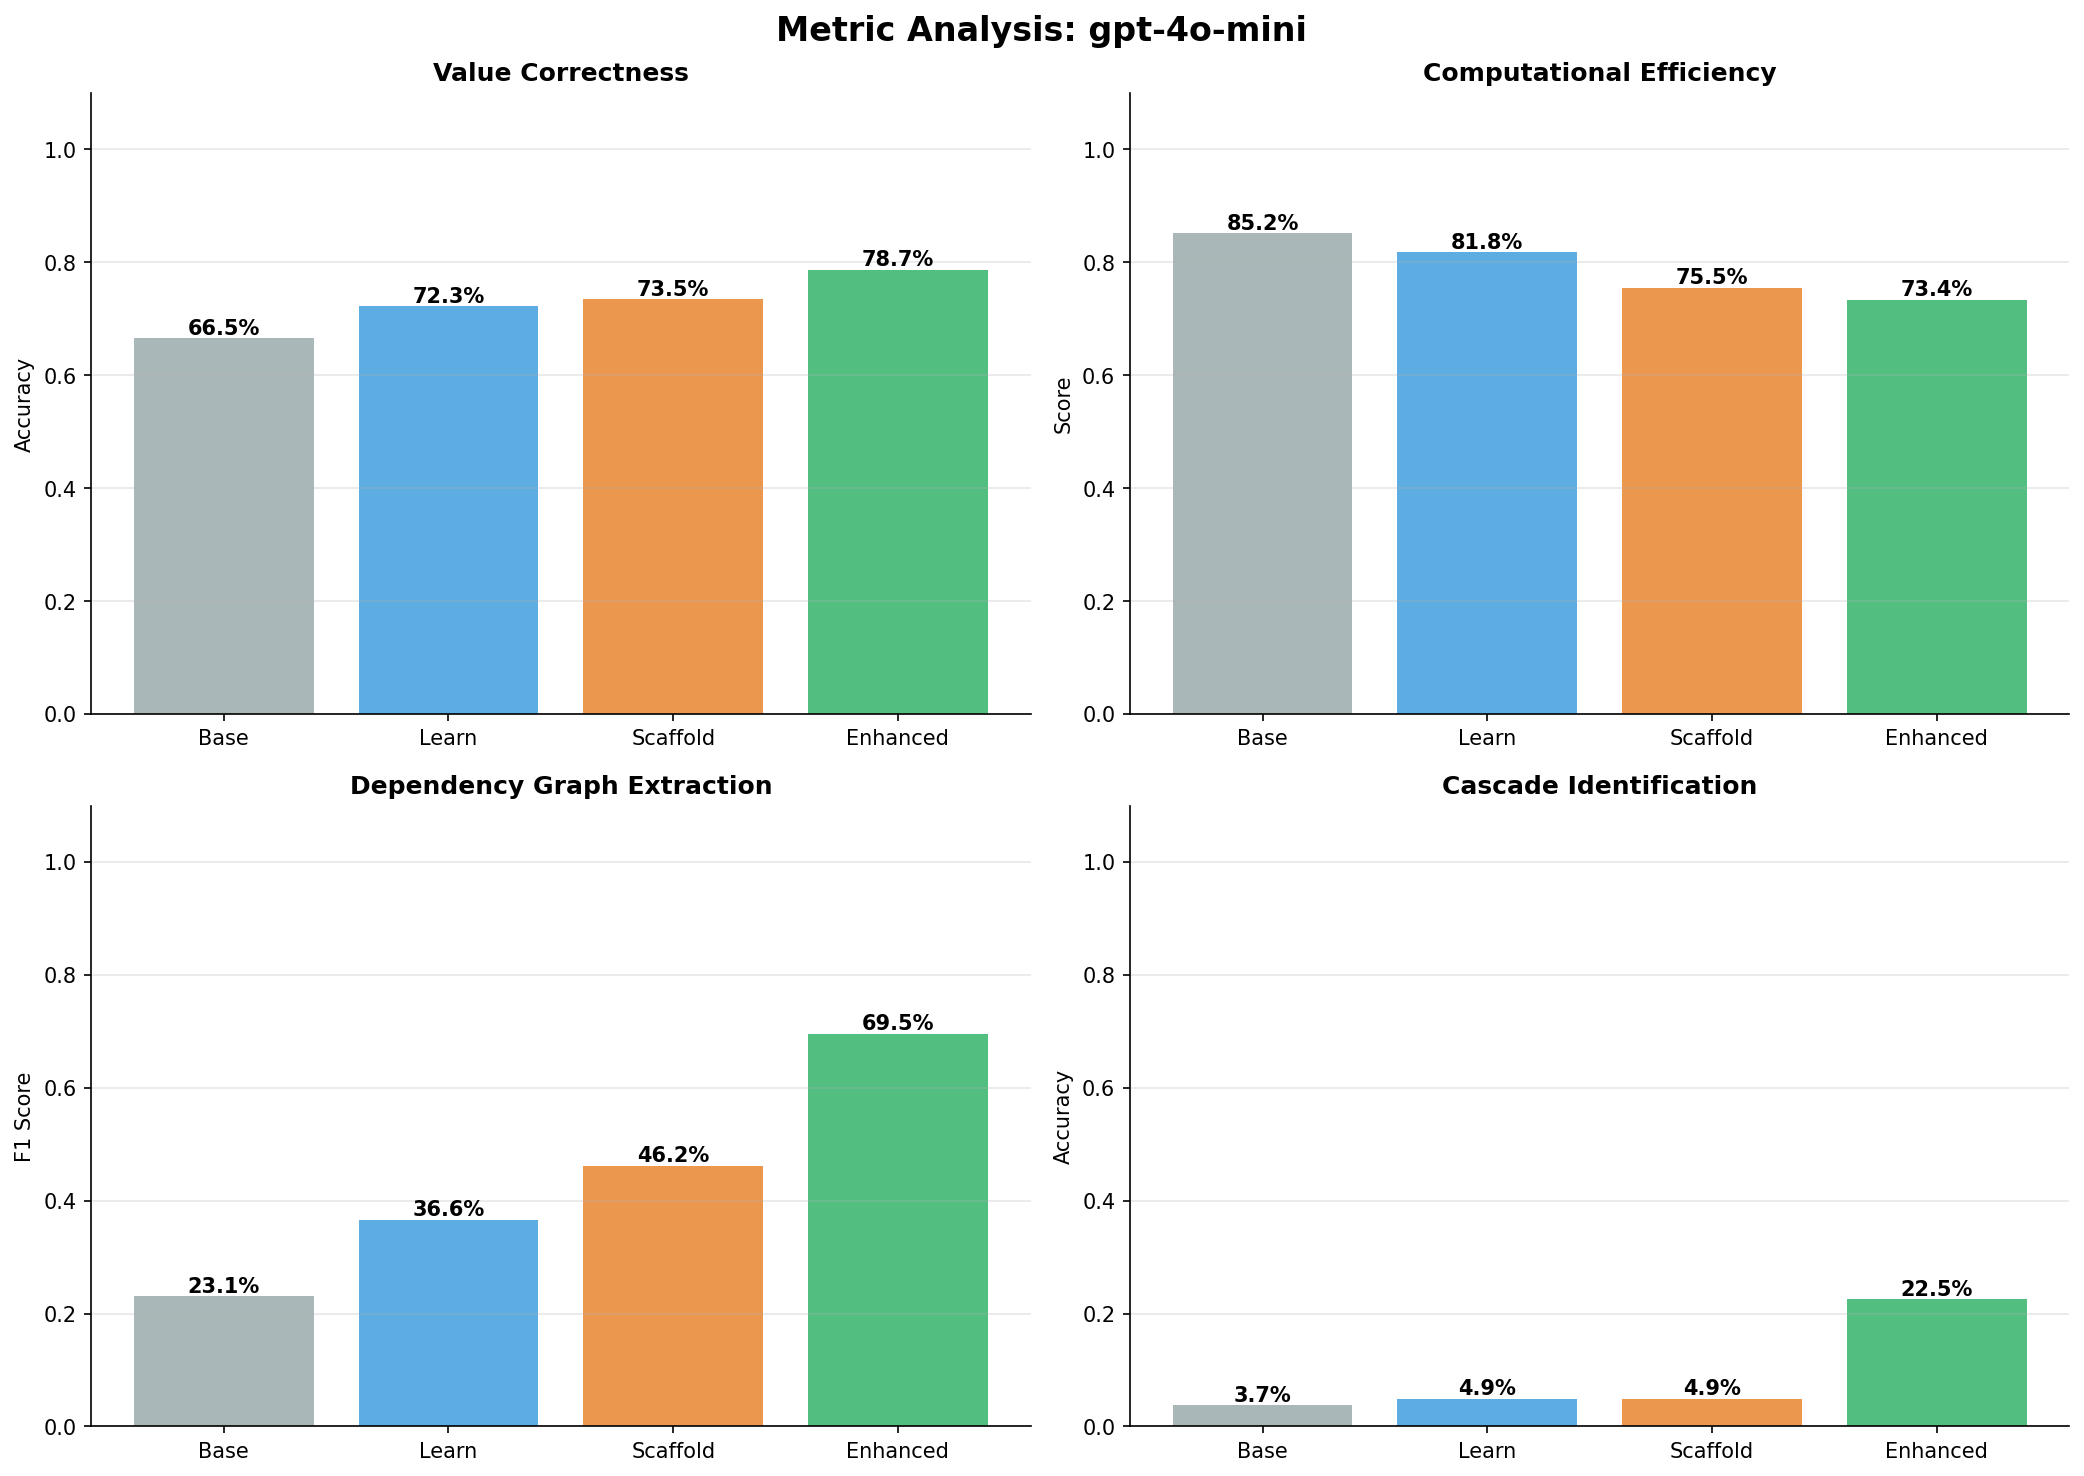 Metric Analysis: gpt-4o-mini
Value Correctness
Accuracy
1.0
0.8
0.6
0.4
0.2
0.0
66.5%
72.3%
73.5%
78.7%
Base
Learn
Scaffold
Enhanced
Computational Efficiency
Score
1.0
0.8
0.6
0.4
0.2
0.0
85.2%
81.8%
75.5%
73.4%
Base
Learn
Scaffold
Enhanced
Dependency Graph Extraction
F1 Score
1.0
0.8
0.6
0.4
0.2
0.0
23.1%
36.6%
46.2%
69.5%
Base
Learn
Scaffold
Enhanced
Cascade Identification
Accuracy
1.0
0.8
0.6
0.4
0.2
0.0
3.7%
4.9%
4.9%
22.5%
Base
Learn
Scaffold
Enhanced